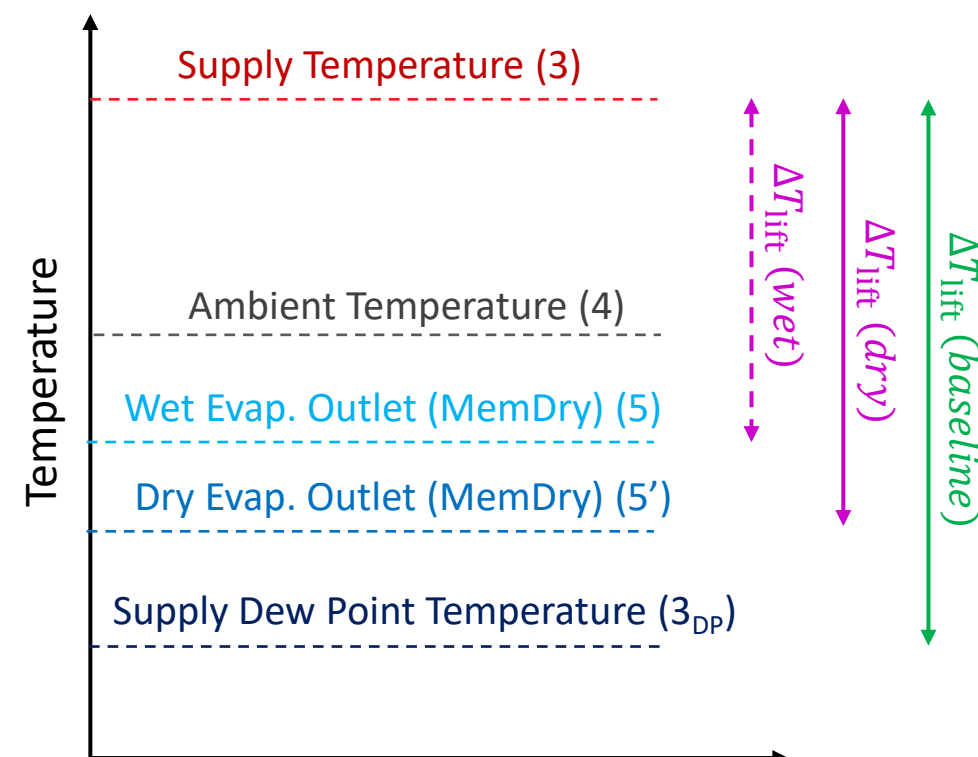 Supply Temperature (3)
Ambient Temperature (4)
Wet Evap. Outlet (MemDry) (5)
Dry Evap. Outlet (MemDry) (5’)
Supply Dew Point Temperature (3DP)
Temperature
ΔTlift (wet)
ΔTlift (dry)
ΔTlift (baseline)